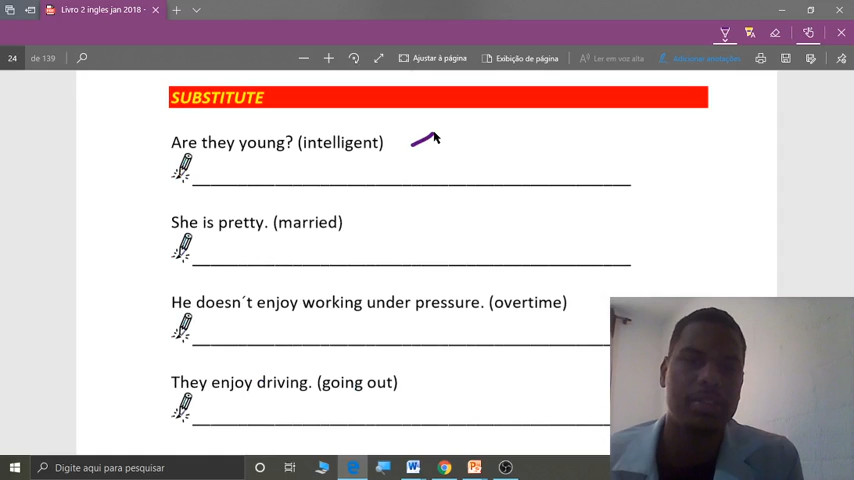 Livro 2 ingles jan 2018 -
24 de 139 Ajustar à página Exibição de página Ler em voz alta Adicionar anotações
SUBSTITUTE
Are they young? (intelligent)
She is pretty. (married)
He doesn´t enjoy working under pressure. (overtime)
They enjoy driving. (going out)
Digite aqui para pesquisar